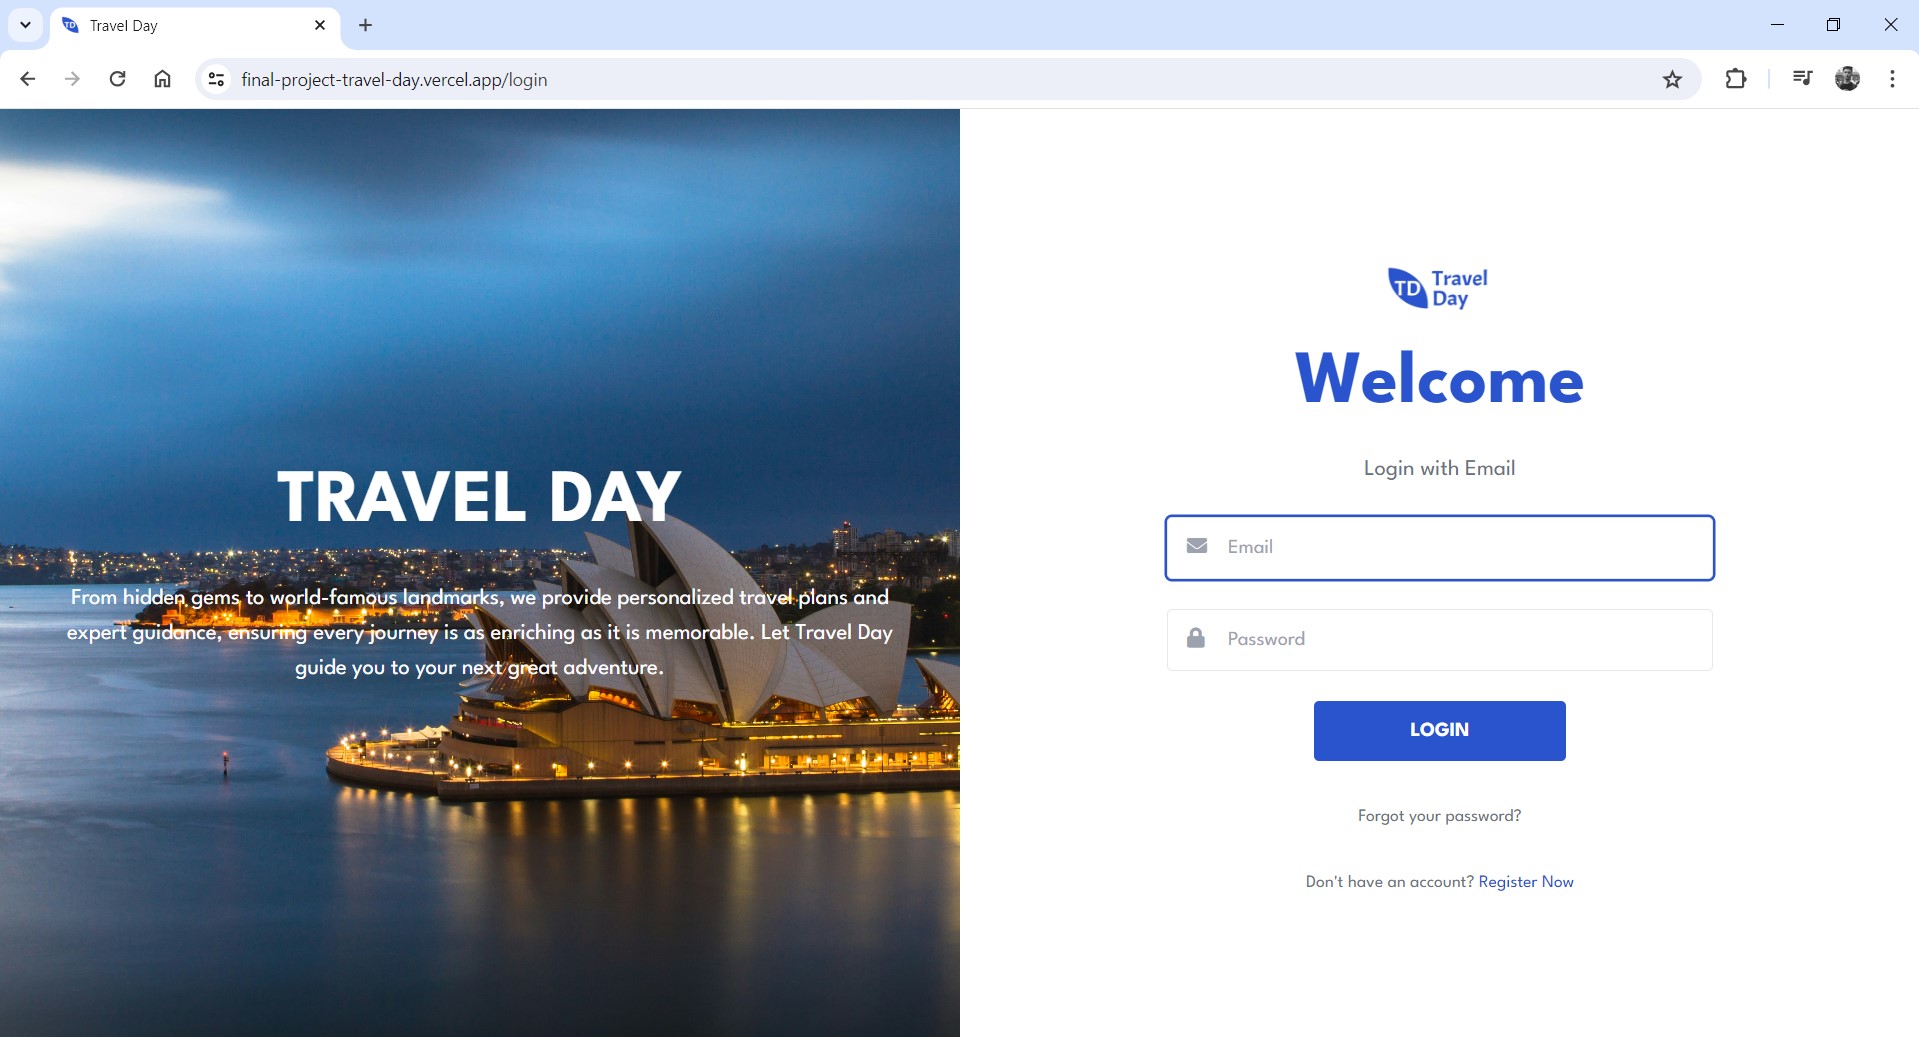 TD Travel Day
final-project-travel-day.vercel.app/login
TRAVEL DAY
From hidden gems to world-famous landmarks, we provide personalized travel plans and
expert guidance, ensuring every journey is as enriching as it is memorable. Let Travel Day
guide you to your next great adventure.
TD Travel
Day
Welcome
Login with Email
Email
Password
LOGIN
Forgot your password?
Don't have an account? Register Now